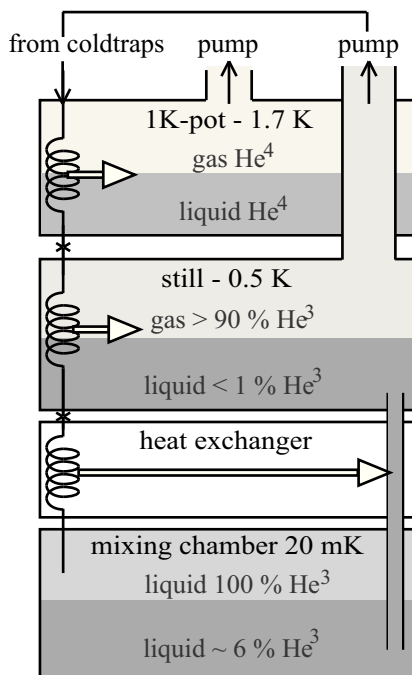 from coldtraps pump pump
1K-pot - 1.7 K
gas He⁴
liquid He⁴
still - 0.5 K
gas > 90 % He³
liquid < 1 % He³
heat exchanger
mixing chamber 20 mK
liquid 100 % He³
liquid ~ 6 % He³